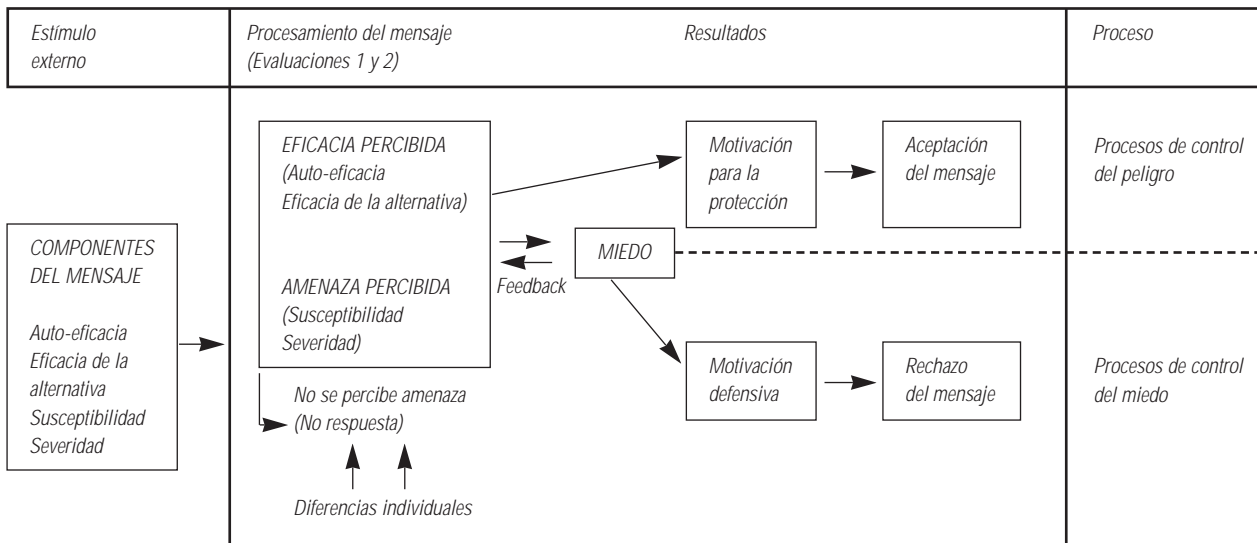 Estímulo
externo
Procesamiento del mensaje
(Evaluaciones 1 y 2)
Resultados
Proceso
COMPONENTES
DEL MENSAJE
Auto-eficacia
Eficacia de la
alternativa
Susceptibilidad
Severidad
EFICACIA PERCIBIDA
(Auto-eficacia
Eficacia de la alternativa)
AMENAZA PERCIBIDA
(Susceptibilidad
Severidad)
No se percibe amenaza
(No respuesta)
Diferencias individuales
Feedback
MIEDO
Motivación
para la
protección
Aceptación
del mensaje
Procesos de control
del peligro
Motivación
defensiva
Rechazo
del mensaje
Procesos de control
del miedo